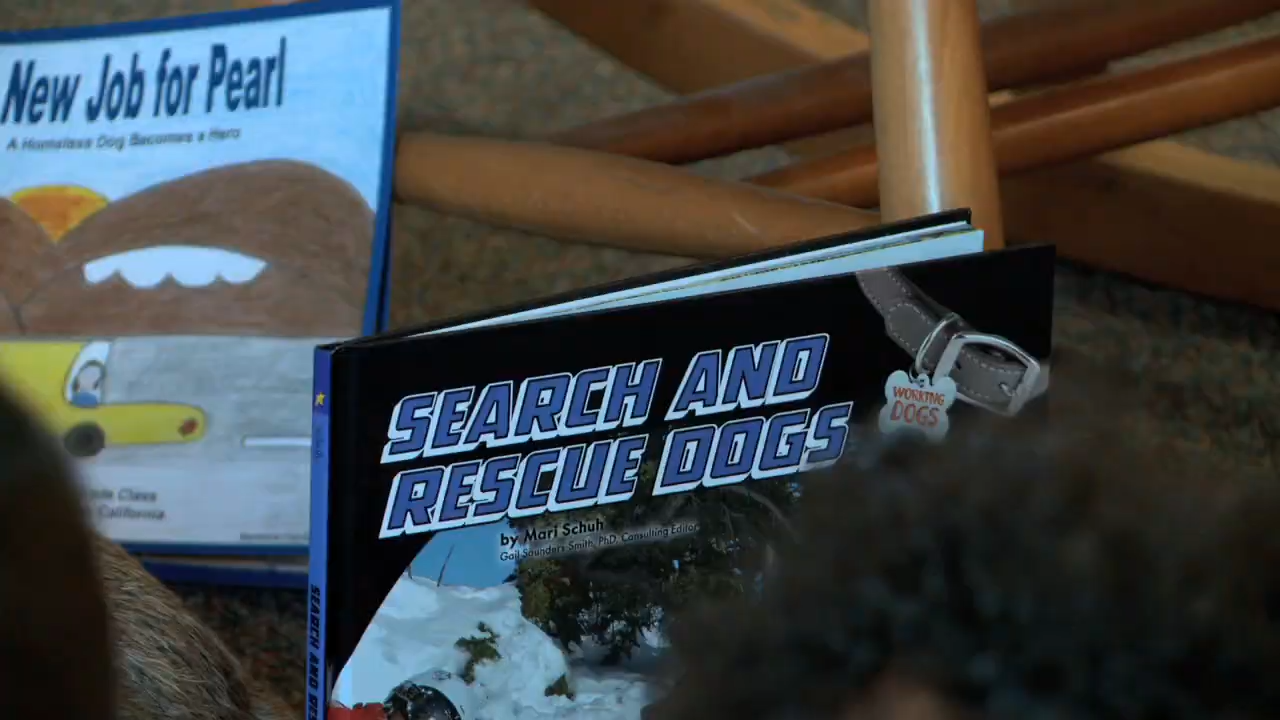 New Job for Pearl
A Homeless Dog Becomes a Hero
Class
California
SEARCH AND
RESCUE DOGS
by Mari Schuh
Gail Saunders-Smith, PhD, Consulting Editor
WORKING
DOGS
SEARCH AND